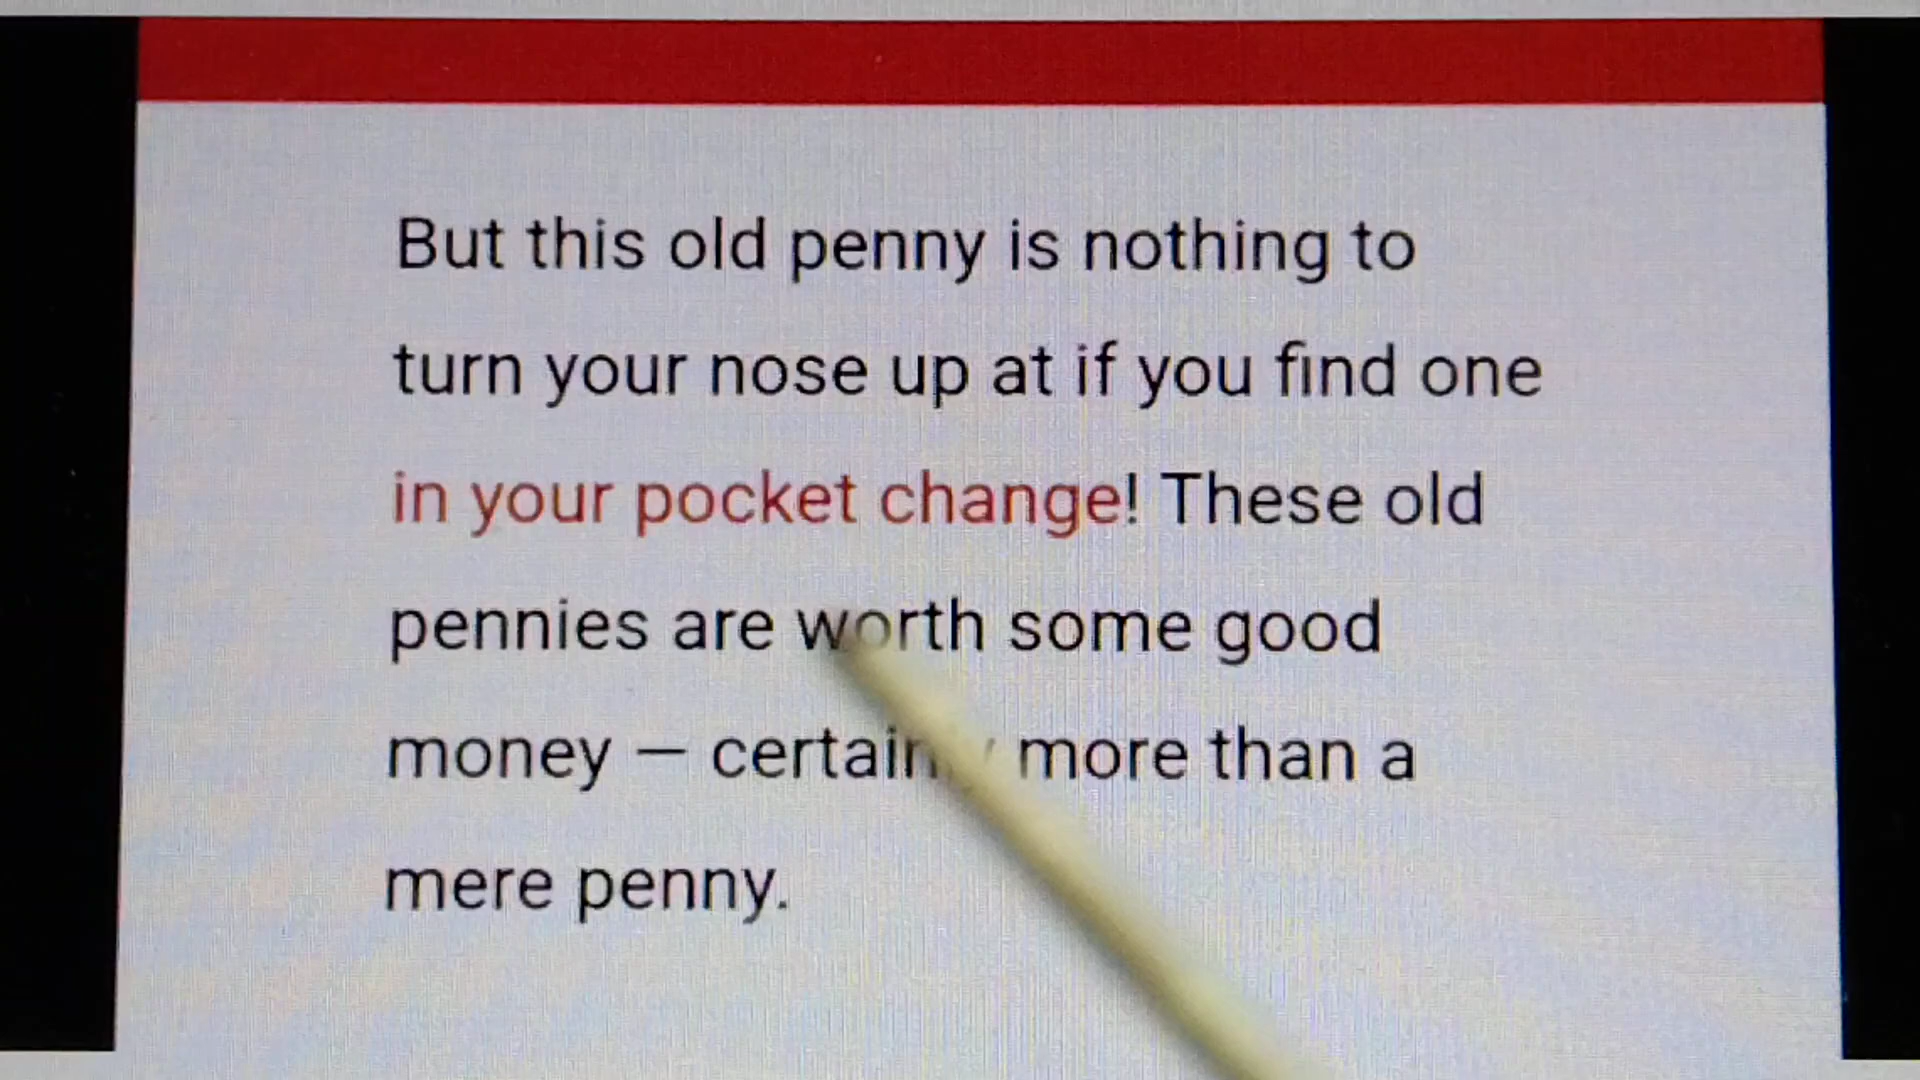 But this old penny is nothing to
turn your nose up at if you find one
in your pocket change! These old
pennies are worth some good
money — certainly more than a
mere penny.